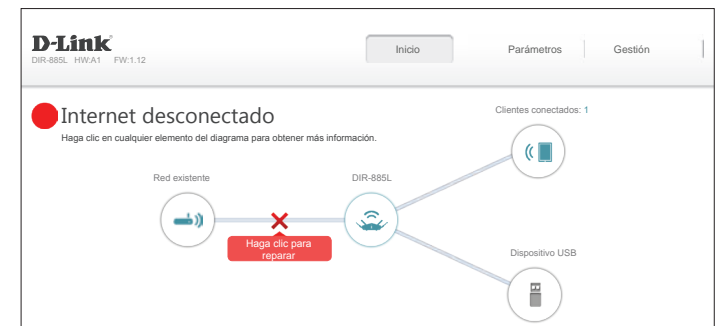 D-Link
DIR-885L HW:A1 FW:1.12
Inicio
Parámetros
Gestión
Internet desconectado
Haga clic en cualquier elemento del diagrama para obtener más información.
Clientes conectados: 1
Red existente
DIR-885L
Haga clic para
reparar
Dispositivo USB